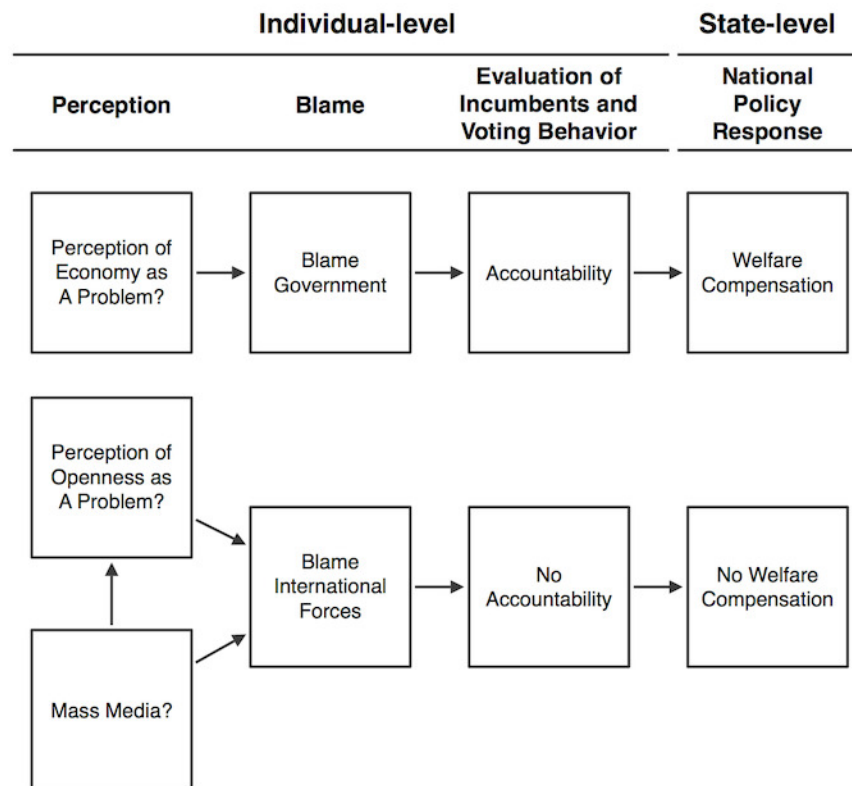 Individual-level State-level
Perception
Blame
Evaluation of
Incumbents and
Voting Behavior
National
Policy
Response
Perception of
Economy as
A Problem?
Blame
Government
Accountability
Welfare
Compensation
Perception of
Openness as
A Problem?
Blame
International
Forces
No
Accountability
No Welfare
Compensation
Mass Media?